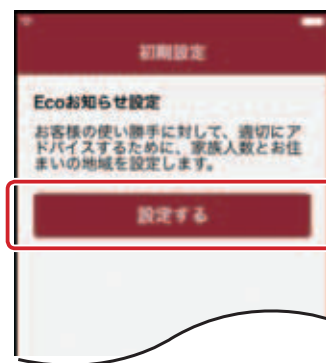 初期設定
Ecoお知らせ設定
お客様の使い勝手に対して、適切にア
ドバイスするために、家族人数とお住
まいの地域を設定します。
設定する